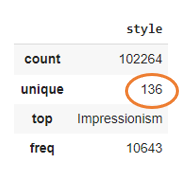 style
count 102264
unique 136
top Impressionism
freq 10643